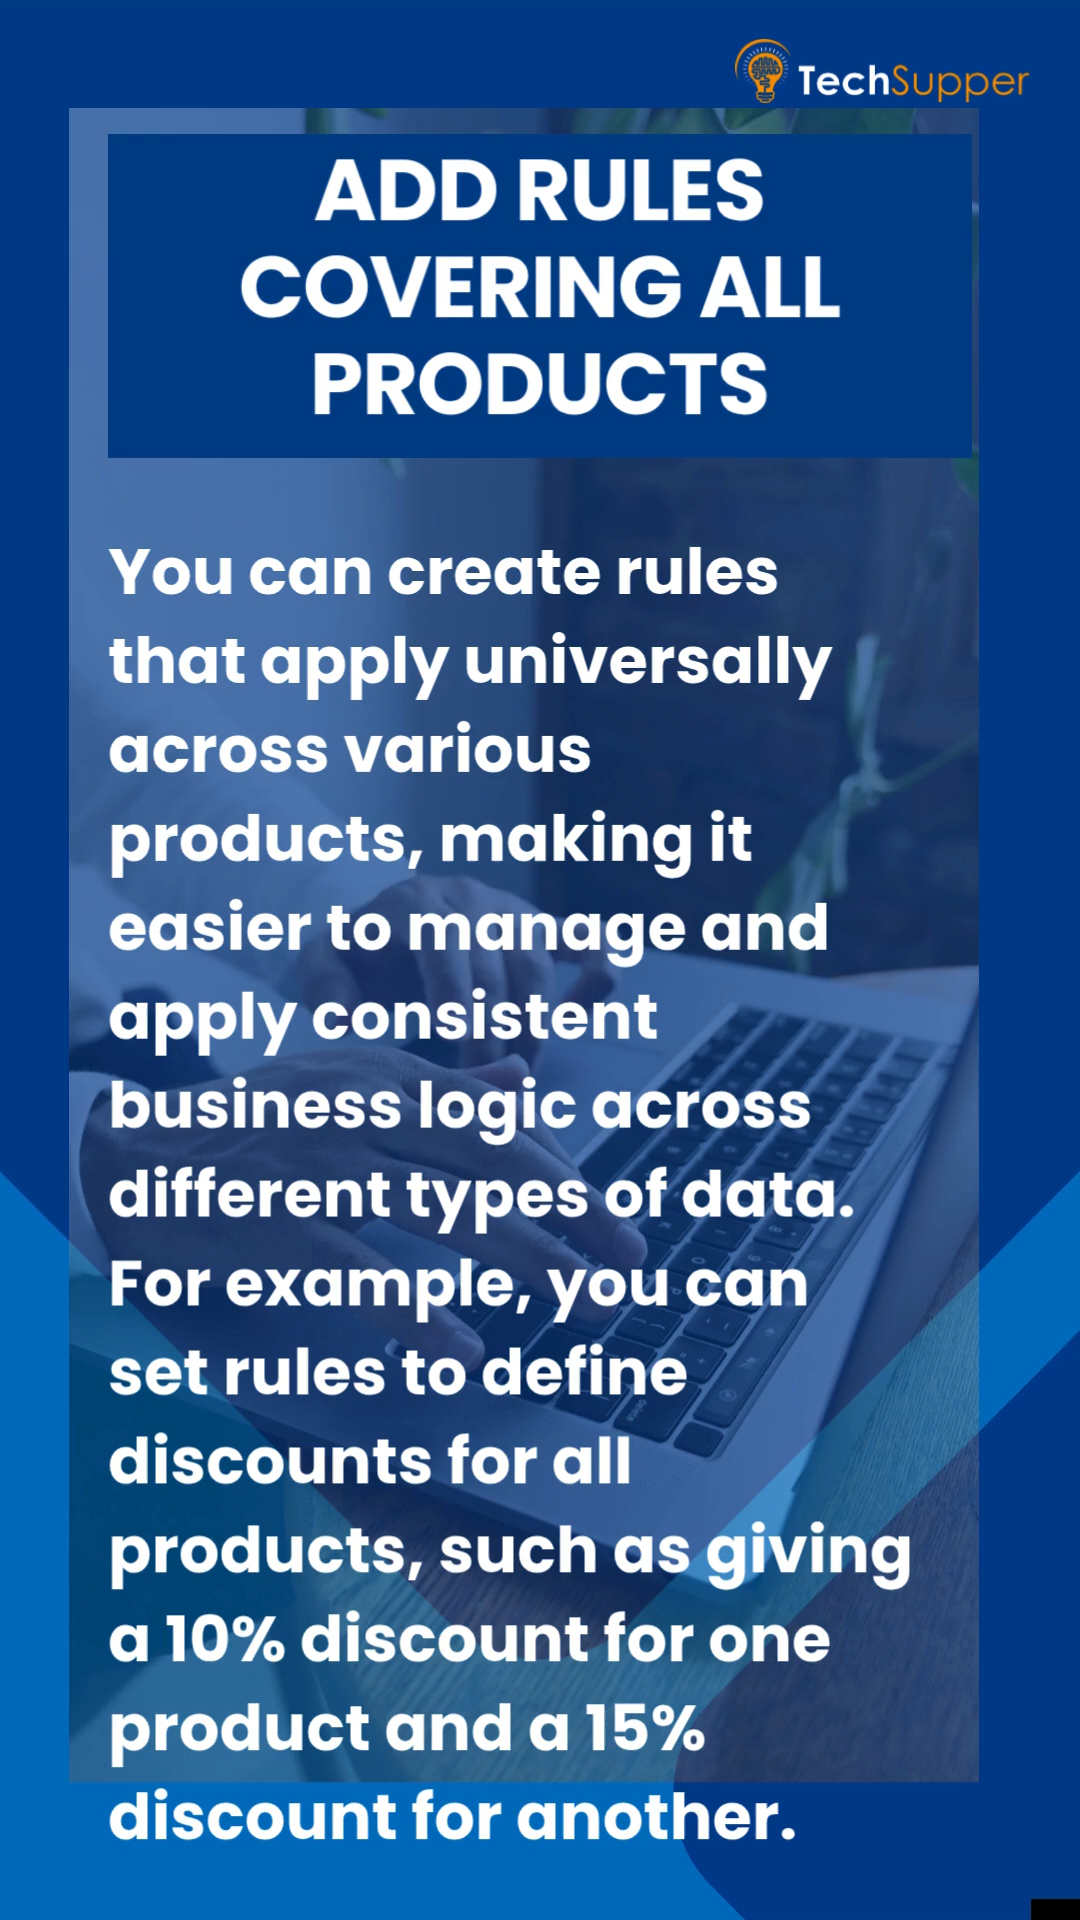 TechSupper
ADD RULES
COVERING ALL
PRODUCTS
You can create rules
that apply universally
across various
products, making it
easier to manage and
apply consistent
business logic across
different types of data.
For example, you can
set rules to define
discounts for all
products, such as giving
a 10% discount for one
product and a 15%
discount for another.